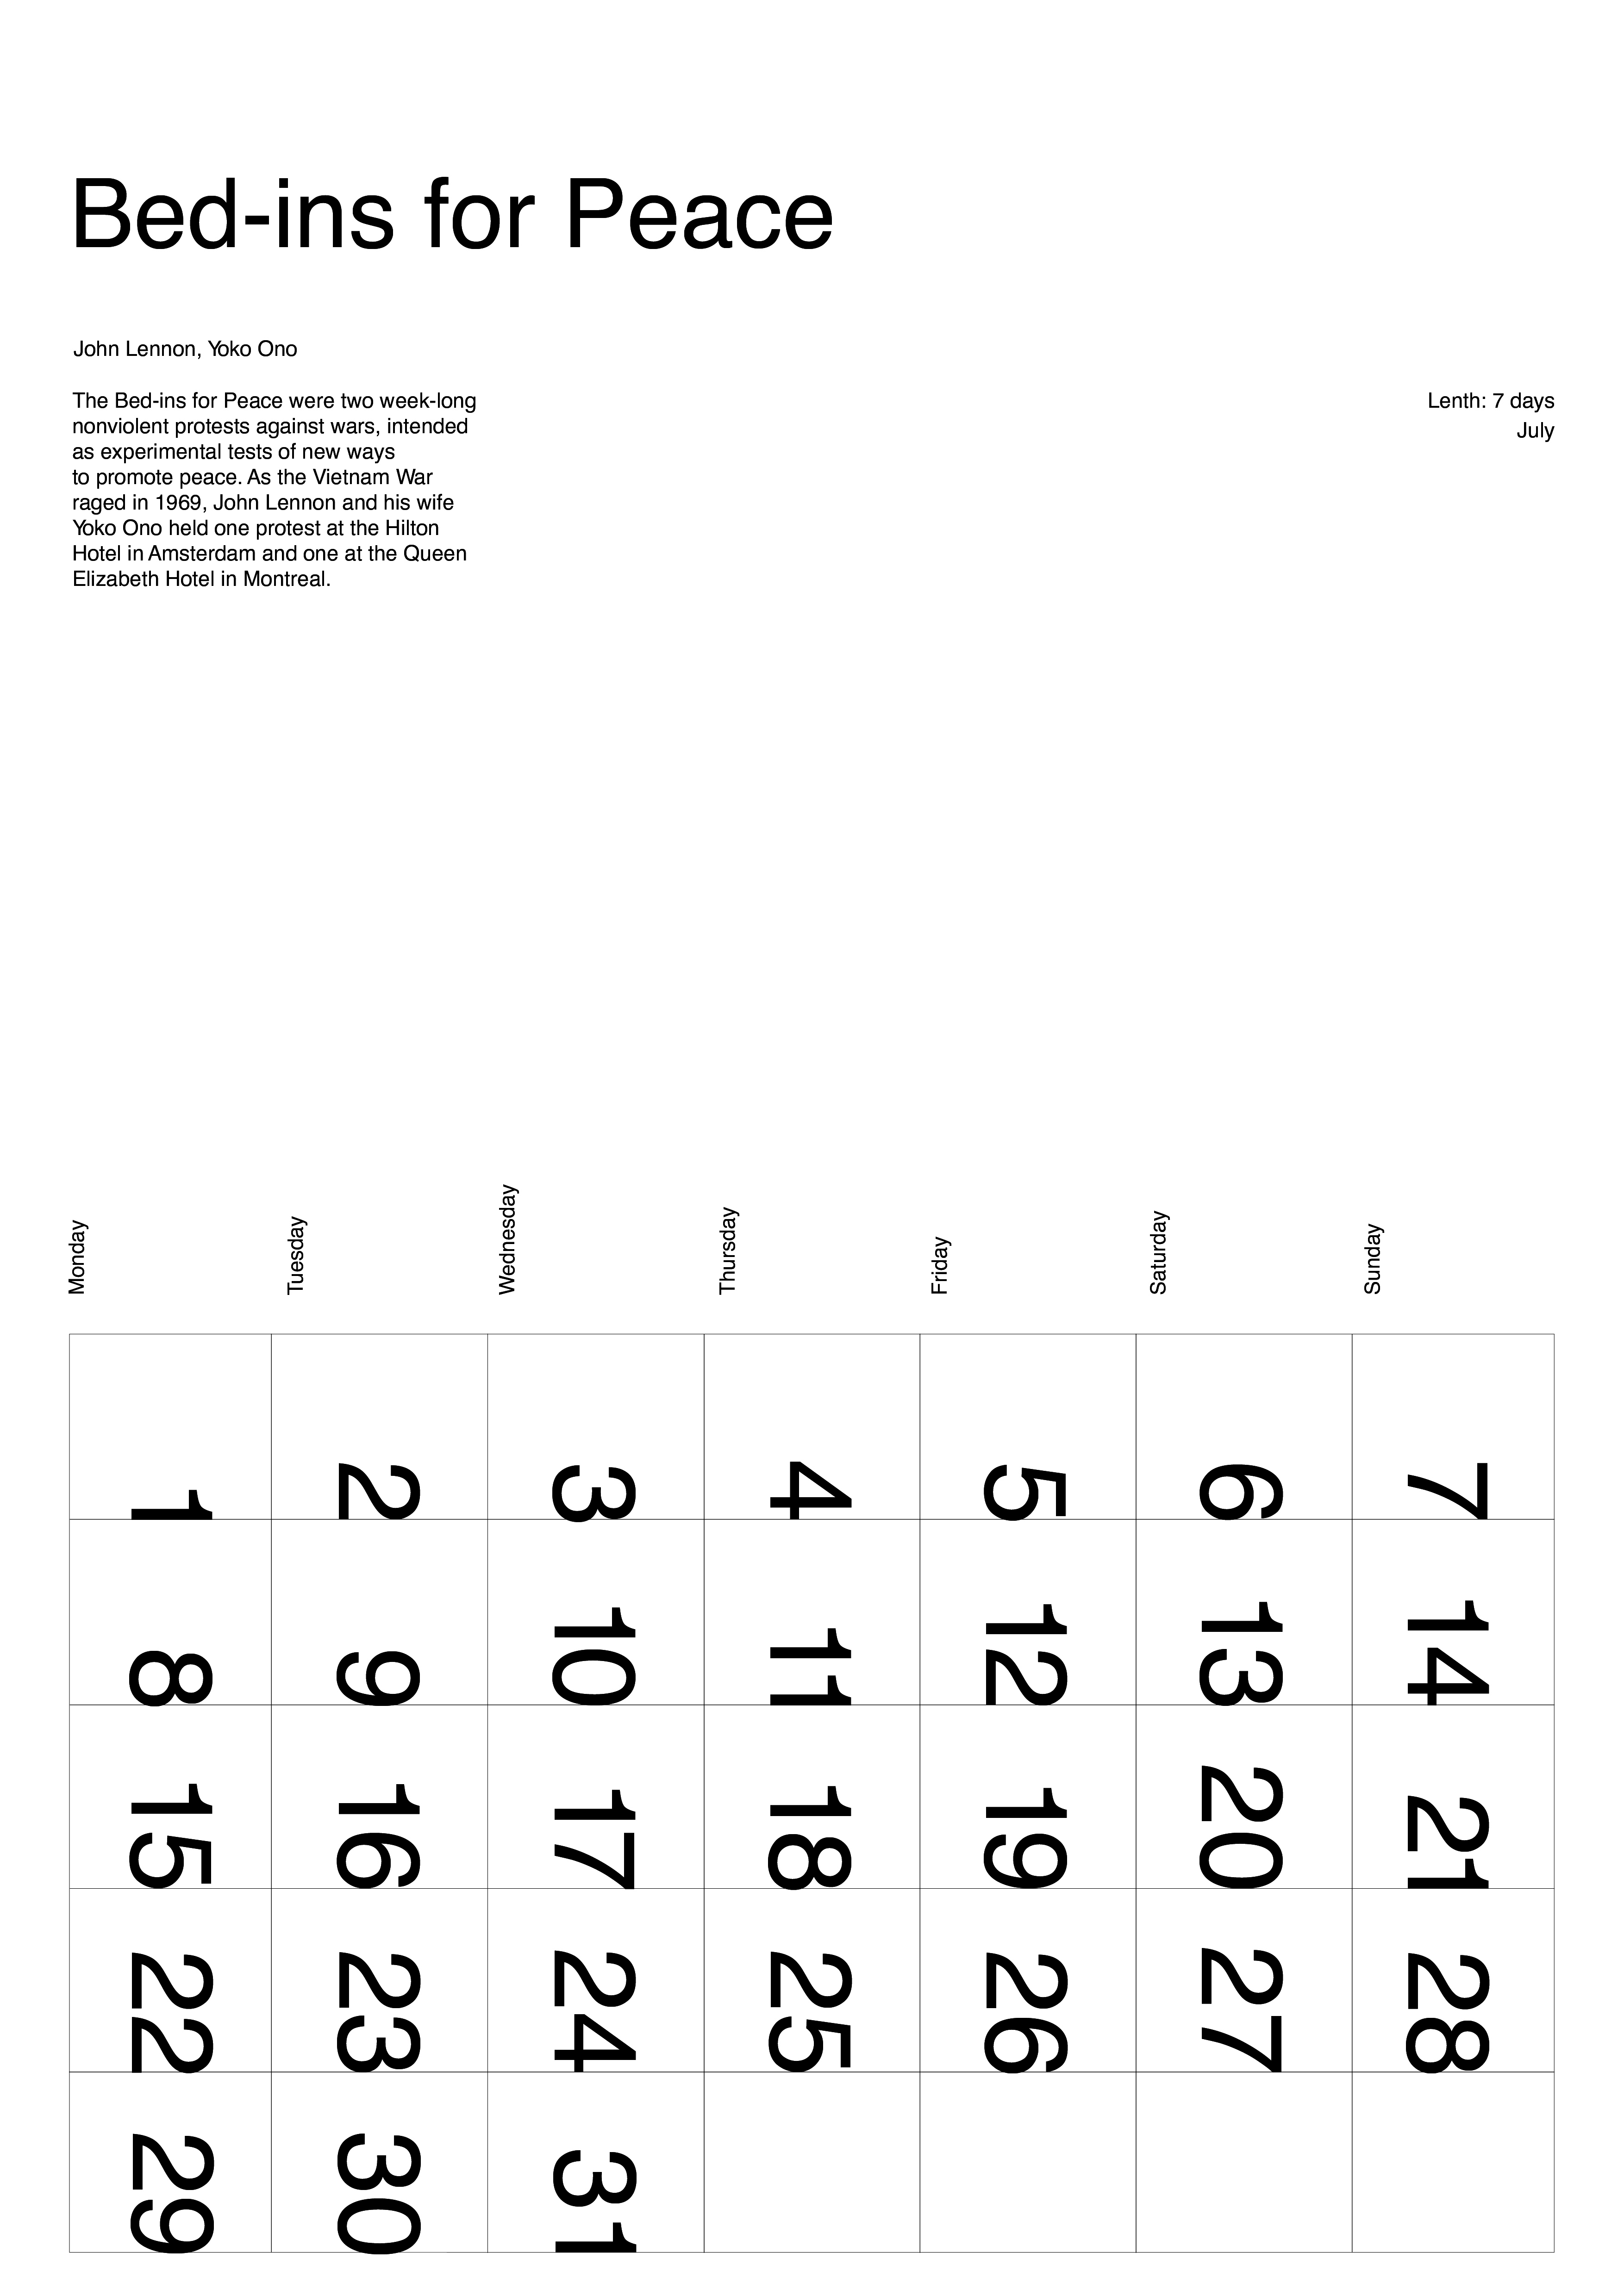 Bed-ins for Peace
John Lennon, Yoko Ono
The Bed-ins for Peace were two week-long
nonviolent protests against wars, intended
as experimental tests of new ways
to promote peace. As the Vietnam War
raged in 1969, John Lennon and his wife
Yoko Ono held one protest at the Hilton
Hotel in Amsterdam and one at the Queen
Elizabeth Hotel in Montreal.
Lenth: 7 days
July
Monday Tuesday Wednesday Thursday Friday Saturday Sunday
1 2 3 4 5 6 7
8 9 10 11 12 13 14
15 16 17 18 19 20 21
22 23 24 25 26 27 28
29 30 31